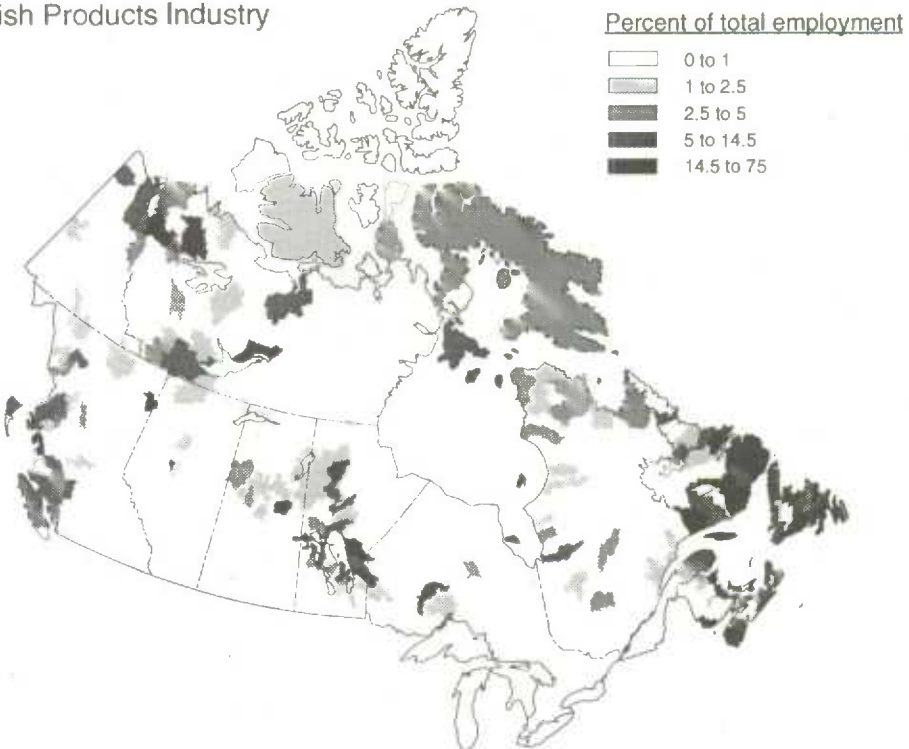 ish Products Industry
Percent of total employment
0 to 1
1 to 2.5
2.5 to 5
5 to 14.5
14.5 to 75